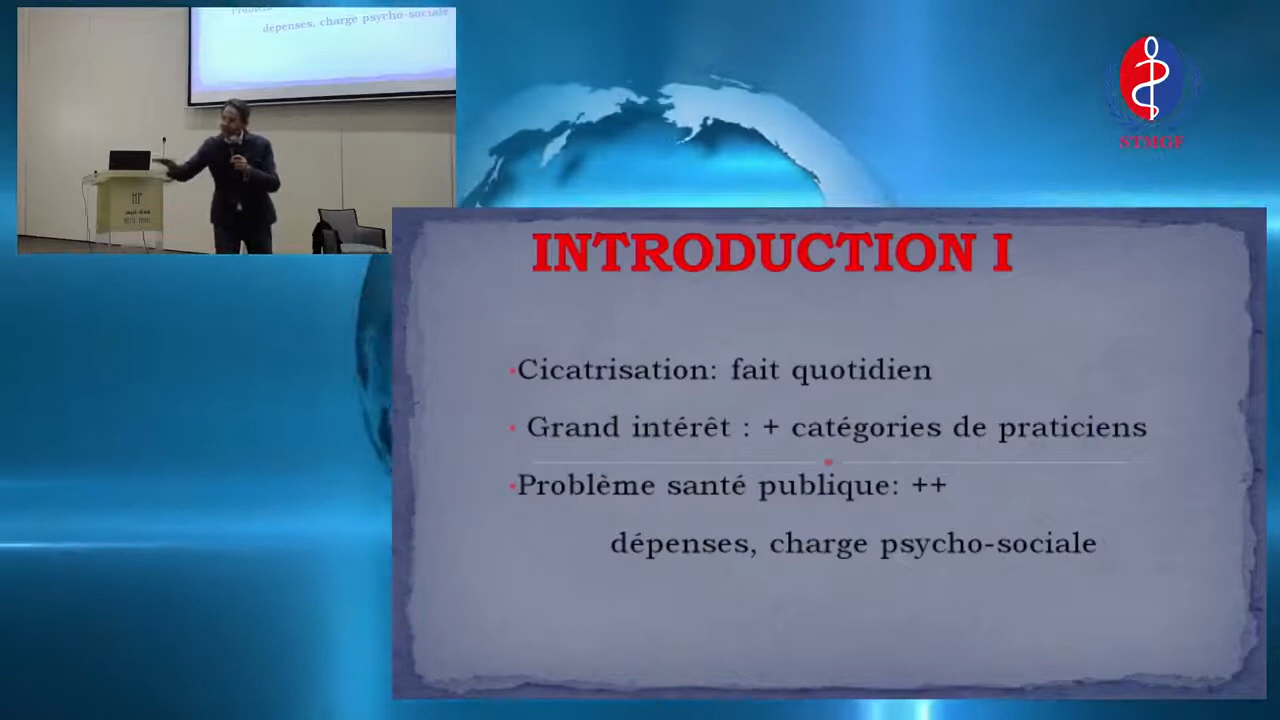 dépenses, charge psycho-sociale
STMGF
INTRODUCTION I
Cicatrisation: fait quotidien
Grand intérêt : + catégories de praticiens
Problème santé publique: ++
dépenses, charge psycho-sociale